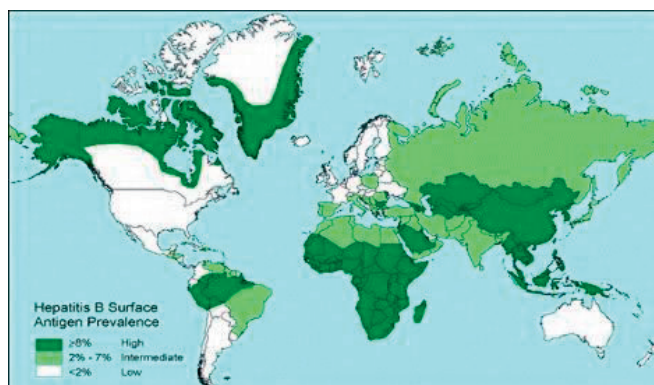 Hepatitis B Surface
Antigen Prevalence
≥8% High
2% - 7% Intermediate
<2% Low